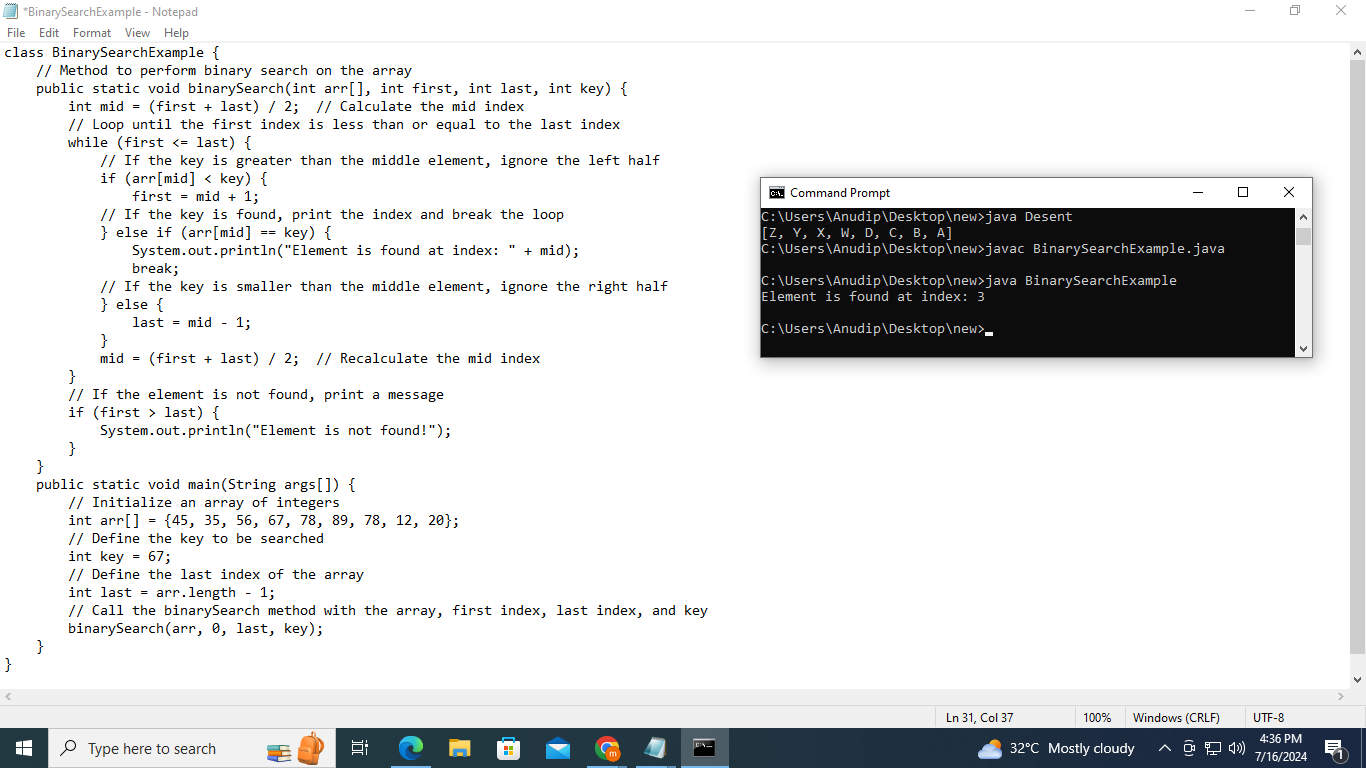 *BinarySearchExample - Notepad
File Edit Format View Help
class BinarySearchExample {
    // Method to perform binary search on the array
    public static void binarySearch(int arr[], int first, int last, int key) {
        int mid = (first + last) / 2;  // Calculate the mid index
        // Loop until the first index is less than or equal to the last index
        while (first <= last) {
            // If the key is greater than the middle element, ignore the left half
            if (arr[mid] < key) {
                first = mid + 1;
            // If the key is found, print the index and break the loop
            } else if (arr[mid] == key) {
                System.out.println("Element is found at index: " + mid);
                break;
            // If the key is smaller than the middle element, ignore the right half
            } else {
                last = mid - 1;
            }
            mid = (first + last) / 2;  // Recalculate the mid index
        }
        // If the element is not found, print a message
        if (first > last) {
            System.out.println("Element is not found!");
        }
    }
    public static void main(String args[]) {
        // Initialize an array of integers
        int arr[] = {45, 35, 56, 67, 78, 89, 78, 12, 20};
        // Define the key to be searched
        int key = 67;
        // Define the last index of the array
        int last = arr.length - 1;
        // Call the binarySearch method with the array, first index, last index, and key
        binarySearch(arr, 0, last, key);
    }
}
Command Prompt
C:\Users\Anudip\Desktop\new>java Desent
[Z, Y, X, W, D, C, B, A]
C:\Users\Anudip\Desktop\new>javac BinarySearchExample.java
C:\Users\Anudip\Desktop\new>java BinarySearchExample
Element is found at index: 3
C:\Users\Anudip\Desktop\new>
Ln 31, Col 37 100% Windows (CRLF) UTF-8
Type here to search
32°C Mostly cloudy
4:36 PM
7/16/2024
1